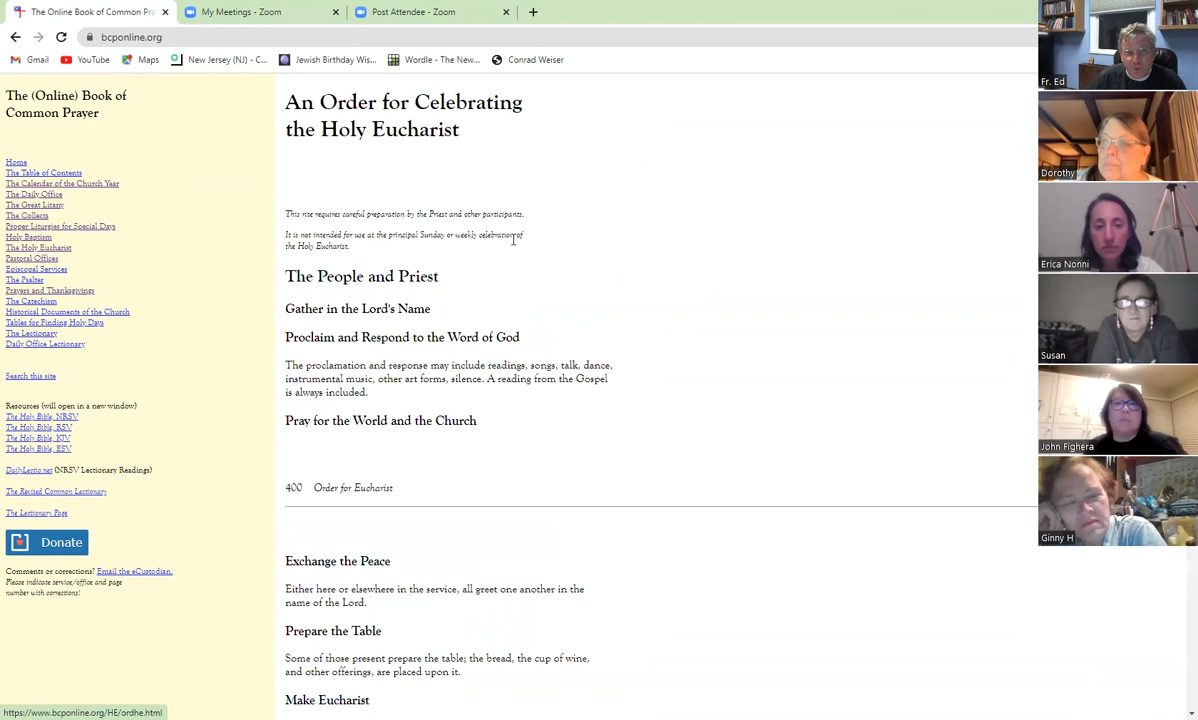 The Online Book of Common Pra
My Meetings - Zoom
Post Attendee - Zoom
bcponline.org
Gmail
YouTube
Maps
New Jersey (NJ) - C...
Jewish Birthday Wis...
Wordle - The New...
Conrad Weiser
The (Online) Book of
Common Prayer
Home
The Table of Contents
The Calendar of the Church Year
The Daily Office
The Great Litany
The Collects
Proper Liturgies for Special Days
Holy Baptism
The Holy Eucharist
Pastoral Offices
Episcopal Services
The Psalter
Prayers and Thanksgivings
The Catechism
Historical Documents of the Church
Tables for Finding Holy Days
The Lectionary
Daily Office Lectionary
Search this site
Resources (will open in a new window)
The Holy Bible, NRSV
The Holy Bible, RSV
The Holy Bible, KJV
The Holy Bible, ESV
DailyLectio.net (NRSV Lectionary Readings)
The Revised Common Lectionary
The Lectionary Page
Donate
Comments or corrections? Email the eCustodian.
Please indicate service/office and page
number with corrections!
https://www.bcponline.org/HE/ordhe.html
An Order for Celebrating
the Holy Eucharist
This rite requires careful preparation by the Priest and other participants.
It is not intended for use at the principal Sunday or weekly celebration of
the Holy Eucharist.
The People and Priest
Gather in the Lord's Name
Proclaim and Respond to the Word of God
The proclamation and response may include readings, songs, talk, dance,
instrumental music, other art forms, silence. A reading from the Gospel
is always included.
Pray for the World and the Church
400 Order for Eucharist
Exchange the Peace
Either here or elsewhere in the service, all greet one another in the
name of the Lord.
Prepare the Table
Some of those present prepare the table; the bread, the cup of wine,
and other offerings, are placed upon it.
Make Eucharist
Fr. Ed
Dorothy
Erica Nonni
Susan
John Fighera
Ginny H